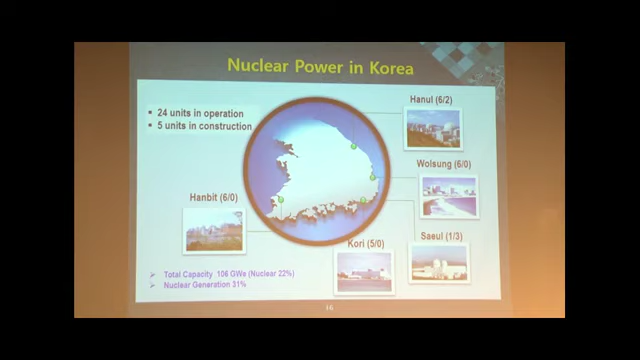 Nuclear Power in Korea
▪ 24 units in operation
▪ 5 units in construction
Hanul (6/2)
Wolsung (6/0)
Hanbit (6/0)
Saeul (1/3)
Kori (5/0)
➢ Total Capacity 106 GWe (Nuclear 22%)
➢ Nuclear Generation 31%
16